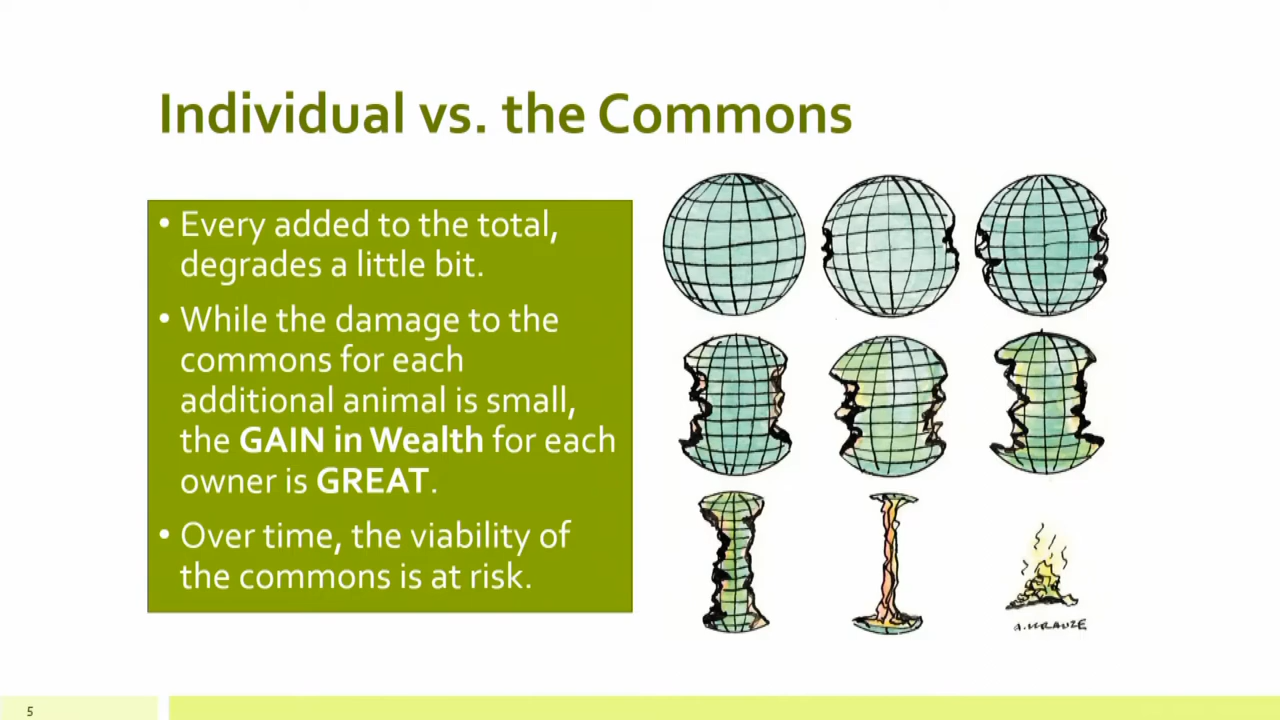 Individual vs. the Commons
• Every added to the total,
degrades a little bit.
• While the damage to the
commons for each
additional animal is small,
the GAIN in Wealth for each
owner is GREAT.
• Over time, the viability of
the commons is at risk.
A. KRAUZE
5